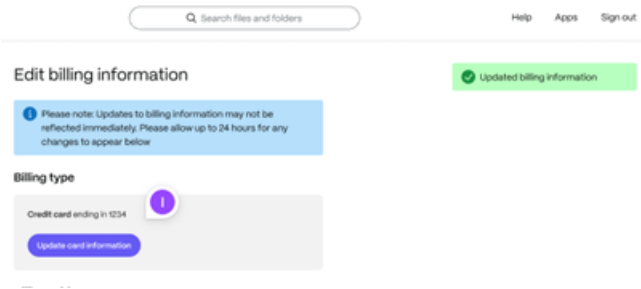 Search files and folders
Help Apps Sign out
Edit billing information
Updated billing information
Please note: Updates to billing information may not be
reflected immediately. Please allow up to 24 hours for any
changes to appear below
Billing type
I
Credit card ending in 1234
Update card information